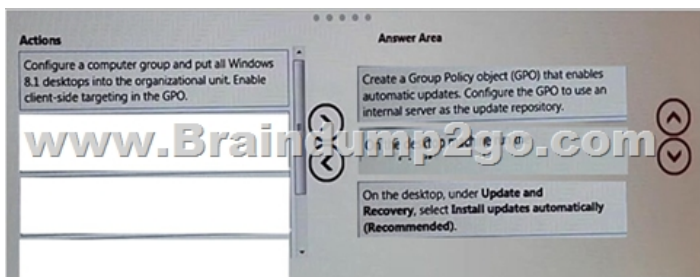 Actions
Answer Area
Configure a computer group and put all Windows
8.1 desktops into the organizational unit. Enable
client-side targeting in the GPO.
Create a Group Policy object (GPO) that enables
automatic updates. Configure the GPO to use an
internal server as the update repository.
www.Braindump2go.com
On the desktop
On the desktop, under Update and
Recovery, select Install updates automatically
(Recommended).